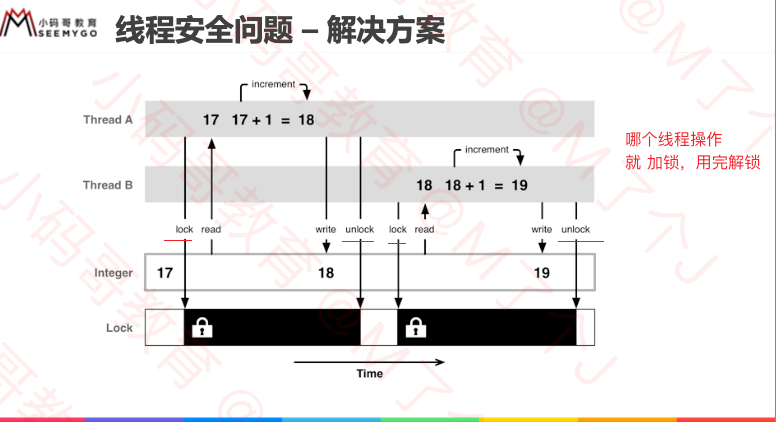 小码哥教育
SEEMYGO
线程安全问题 – 解决方案
increment
Thread A 17 17 + 1 = 18
哪个线程操作
就 加锁，用完解锁
increment
Thread B 18 18 + 1 = 19
lock read write unlock lock read write unlock
Integer 17 18 19
Lock
Time
小码哥教育 @M了个J